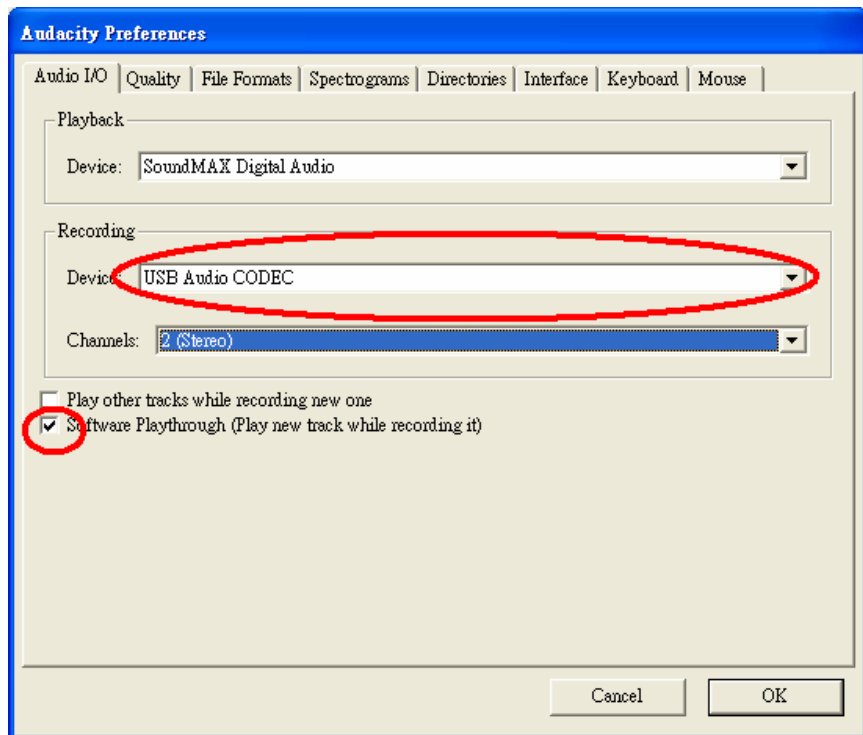 Audacity Preferences
Audio I/O Quality File Formats Spectrograms Directories Interface Keyboard Mouse
Playback
Device: SoundMAX Digital Audio
Recording
Device: USB Audio CODEC
Channels: 2 (Stereo)
Play other tracks while recording new one
Software Playthrough (Play new track while recording it)
Cancel OK